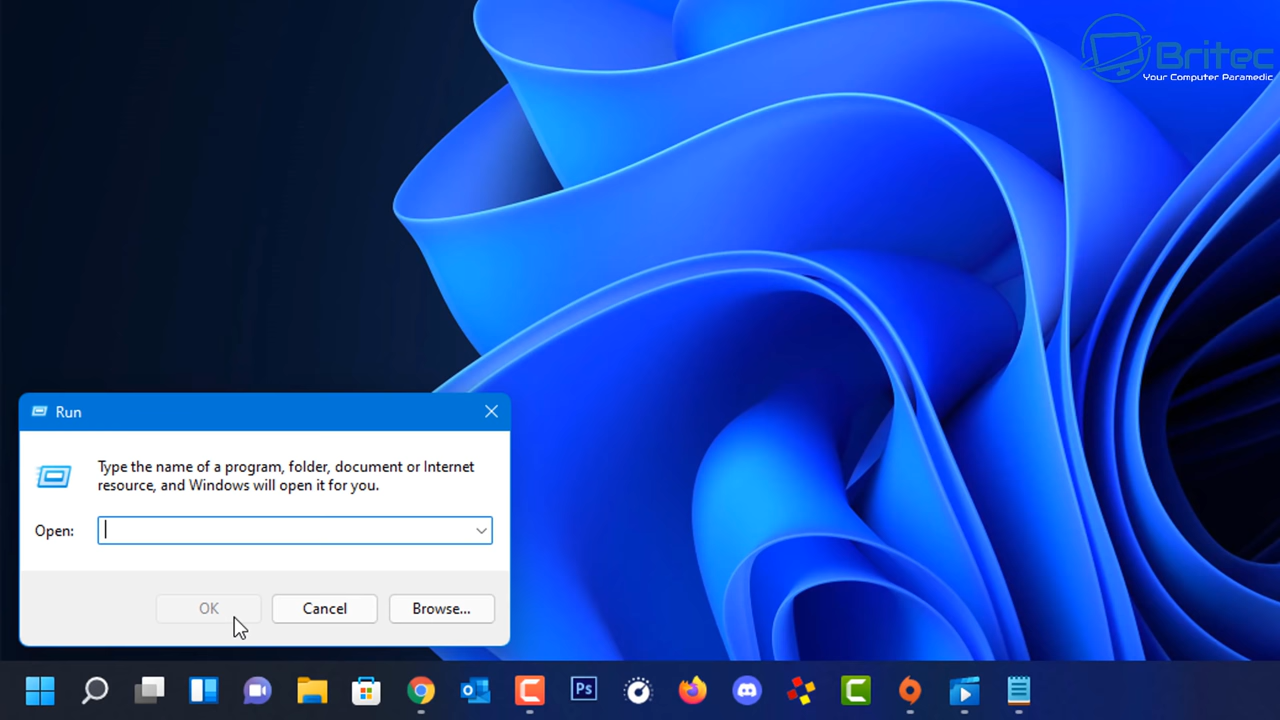 Britec
Your Computer Paramedic
Run
Type the name of a program, folder, document or Internet
resource, and Windows will open it for you.
Open:
OK
Cancel
Browse...
Ps